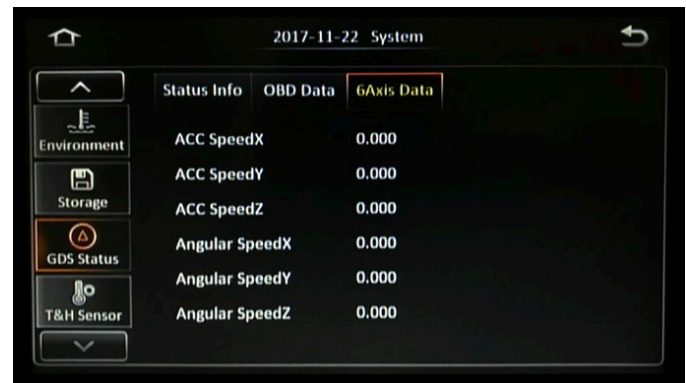 2017-11-22 System
Status Info OBD Data 6Axis Data
Environment
Storage
GDS Status
T&H Sensor
ACC SpeedX 0.000
ACC SpeedY 0.000
ACC SpeedZ 0.000
Angular SpeedX 0.000
Angular SpeedY 0.000
Angular SpeedZ 0.000